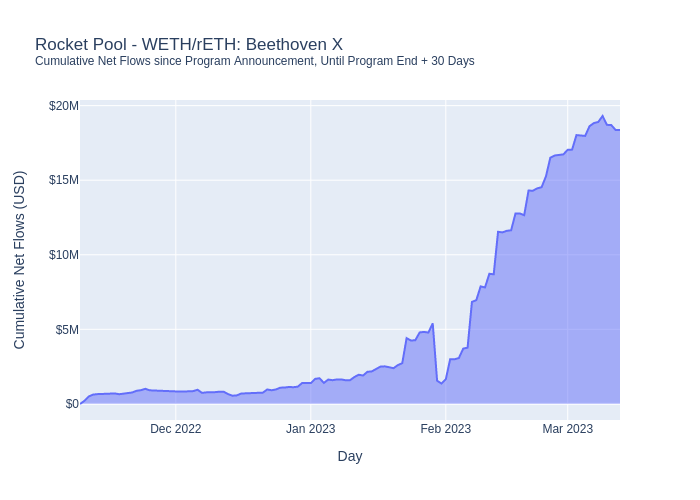 Rocket Pool - WETH/rETH: Beethoven X
Cumulative Net Flows since Program Announcement, Until Program End + 30 Days
$20M
$15M
$10M
$5M
$0
Cumulative Net Flows (USD)
Dec 2022
Jan 2023
Feb 2023
Mar 2023
Day